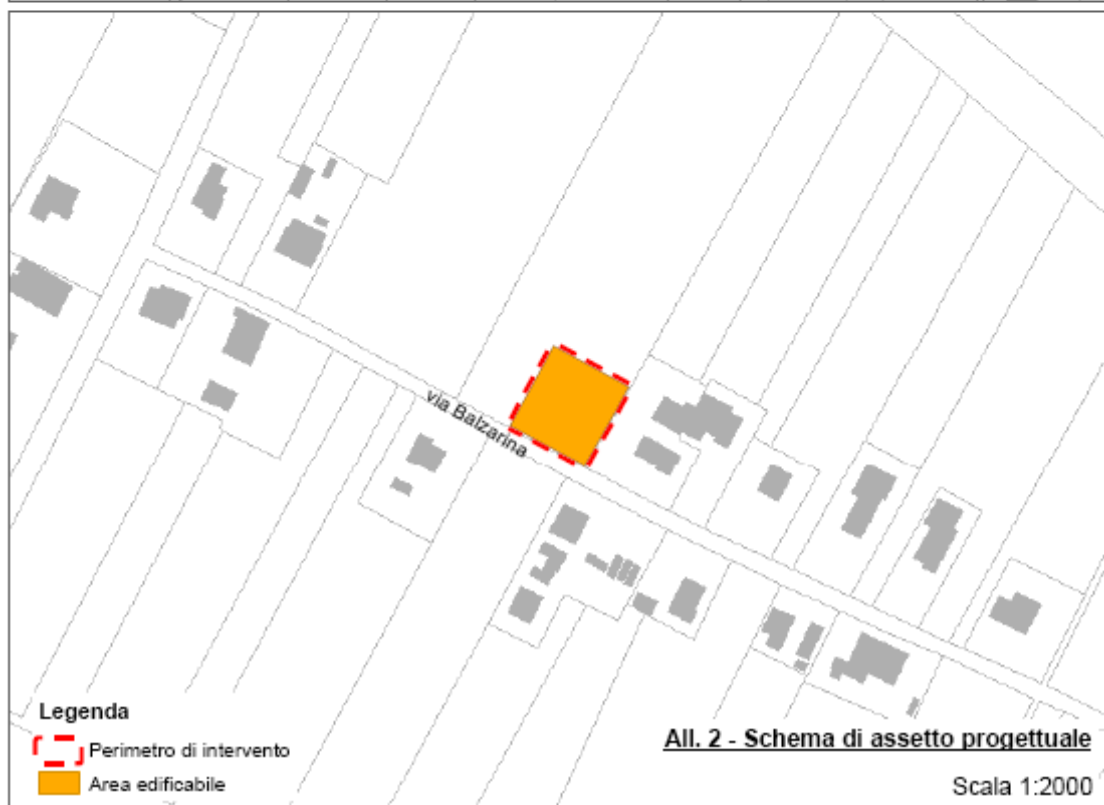 via Balzarina
Legenda
Perimetro di intervento
Area edificabile
All. 2 - Schema di assetto progettuale
Scala 1:2000